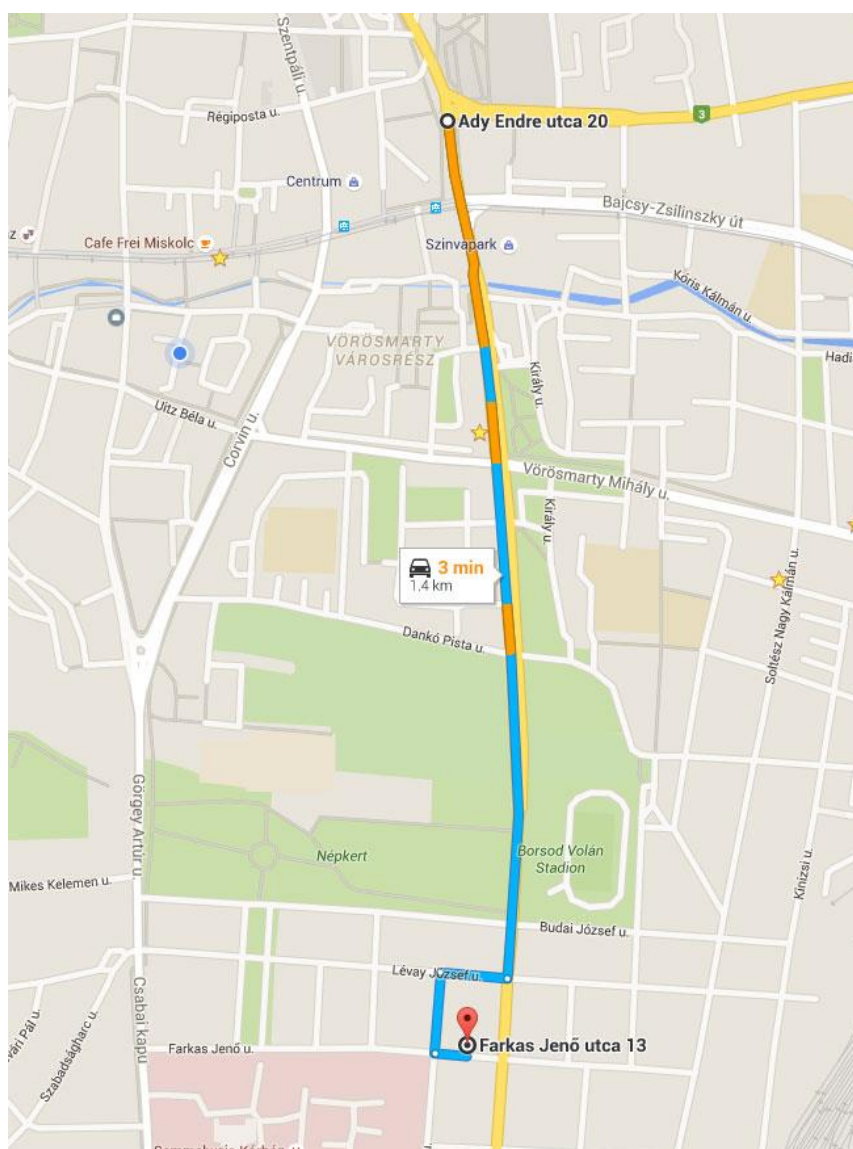 Szentpáli u.
Régiposta u.
Ady Endre utca 20
3
Centrum
Bajcsy-Zsilinszky út
z
Cafe Frei Miskolc
Szinvapark
Kőris Kálmán u.
VÖRÖSMARTY
VÁROSRÉSZ
Király u.
Hadi
Uitz Béla u.
Corvin u.
Vörösmarty Mihály u.
Király u.
3 min
1.4 km
Soltész Nagy Kálmán u.
Dankó Pista u.
Görgey Artúr u.
Népkert
Borsod Volán
Stadion
Mikes Kelemen u.
Kinizsi u.
Budai József u.
Lévay József u.
Csabai kapu
vári Pál u.
Szabadságharc u.
Farkas Jenő u.
Farkas Jenő utca 13